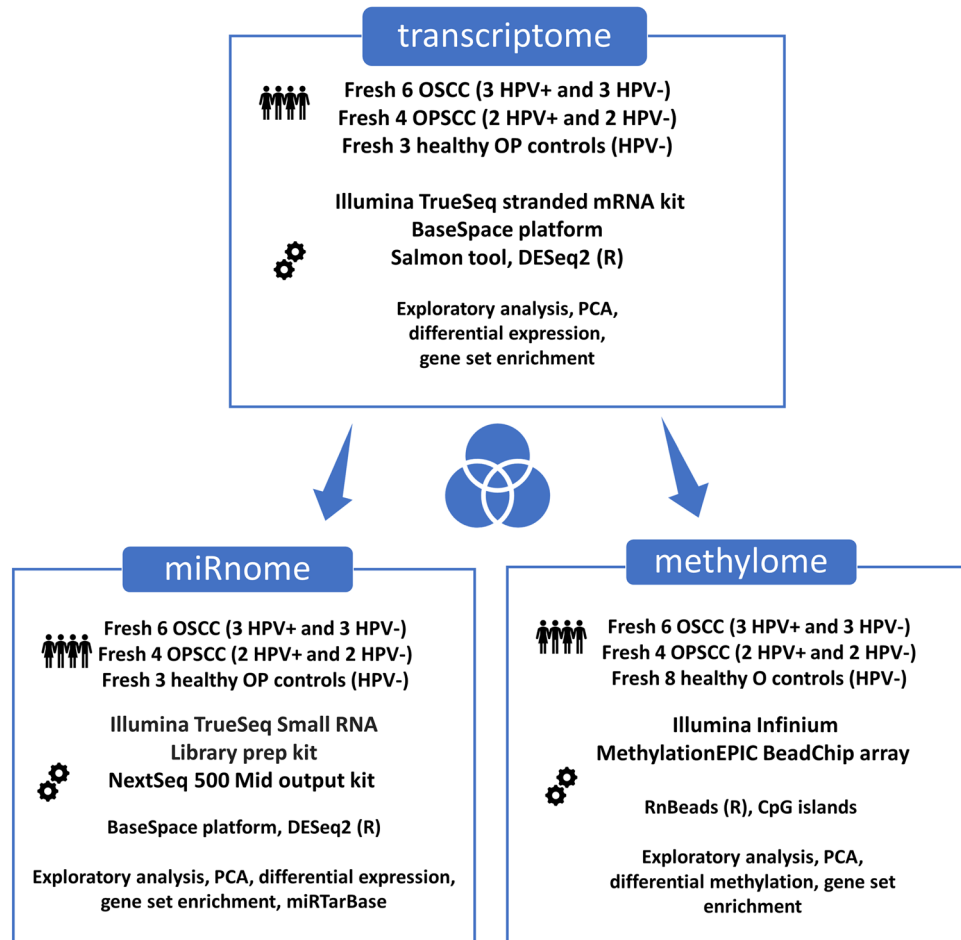 transcriptome
Fresh 6 OSCC (3 HPV+ and 3 HPV-)
Fresh 4 OPSCC (2 HPV+ and 2 HPV-)
Fresh 3 healthy OP controls (HPV-)
Illumina TrueSeq stranded mRNA kit
BaseSpace platform
Salmon tool, DESeq2 (R)
Exploratory analysis, PCA,
differential expression,
gene set enrichment
miRnome
Fresh 6 OSCC (3 HPV+ and 3 HPV-)
Fresh 4 OPSCC (2 HPV+ and 2 HPV-)
Fresh 3 healthy OP controls (HPV-)
Illumina TrueSeq Small RNA
Library prep kit
NextSeq 500 Mid output kit
BaseSpace platform, DESeq2 (R)
Exploratory analysis, PCA, differential expression,
gene set enrichment, miRTarBase
methylome
Fresh 6 OSCC (3 HPV+ and 3 HPV-)
Fresh 4 OPSCC (2 HPV+ and 2 HPV-)
Fresh 8 healthy O controls (HPV-)
Illumina Infinium
MethylationEPIC BeadChip array
RnBeads (R), CpG islands
Exploratory analysis, PCA,
differential methylation, gene set
enrichment